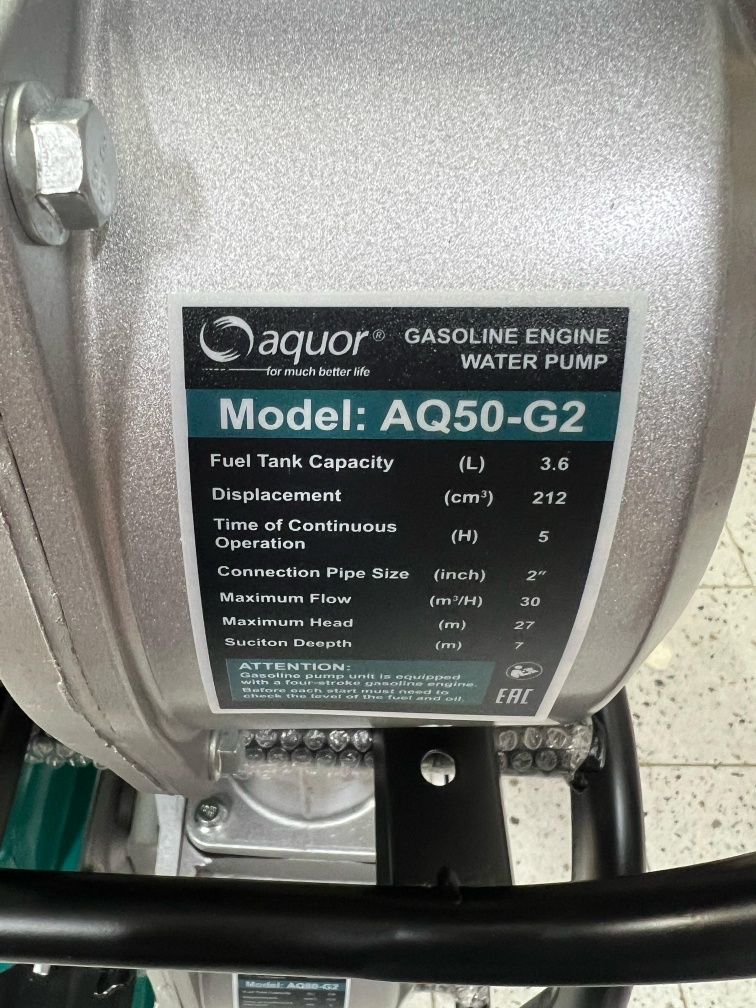 aquor® GASOLINE ENGINE
for much better life WATER PUMP
Model: AQ50-G2
Fuel Tank Capacity (L) 3.6
Displacement (cm³) 212
Time of Continuous
Operation (H) 5
Connection Pipe Size (inch) 2"
Maximum Flow (m³/H) 30
Maximum Head (m) 27
Suciton Deepth (m) 7
ATTENTION:
Gasoline pump unit is equipped
with a four-stroke gasoline engine.
Before each start must need to
check the level of the fuel and oil.
EAC